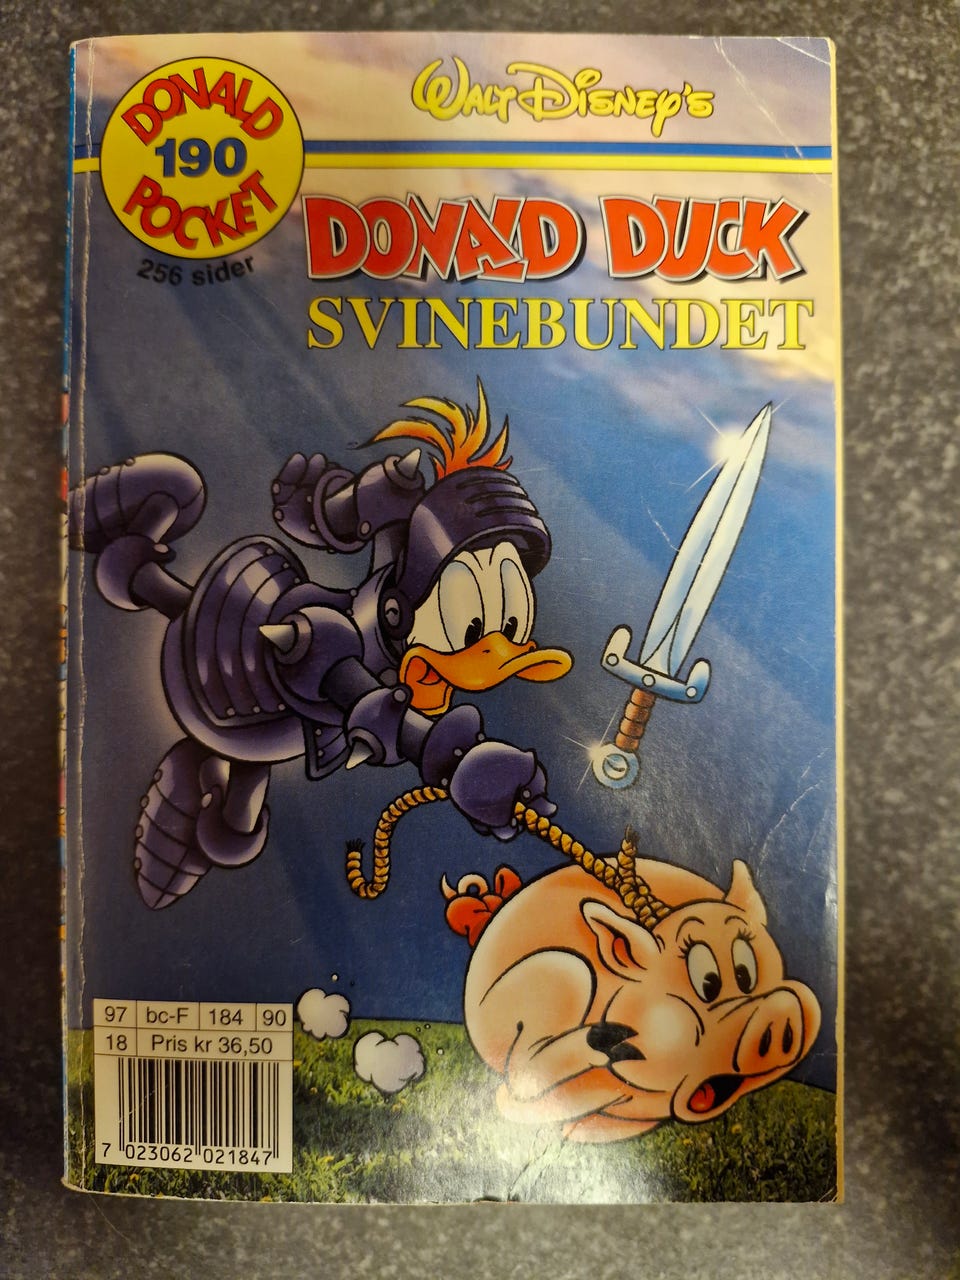 WALT DISNEY'S
DONALD
190
POCKET
256 sider
DONALD DUCK
SVINEBUNDET
97 bc-F 184 90
18 Pris kr 36,50
7 023062 021847